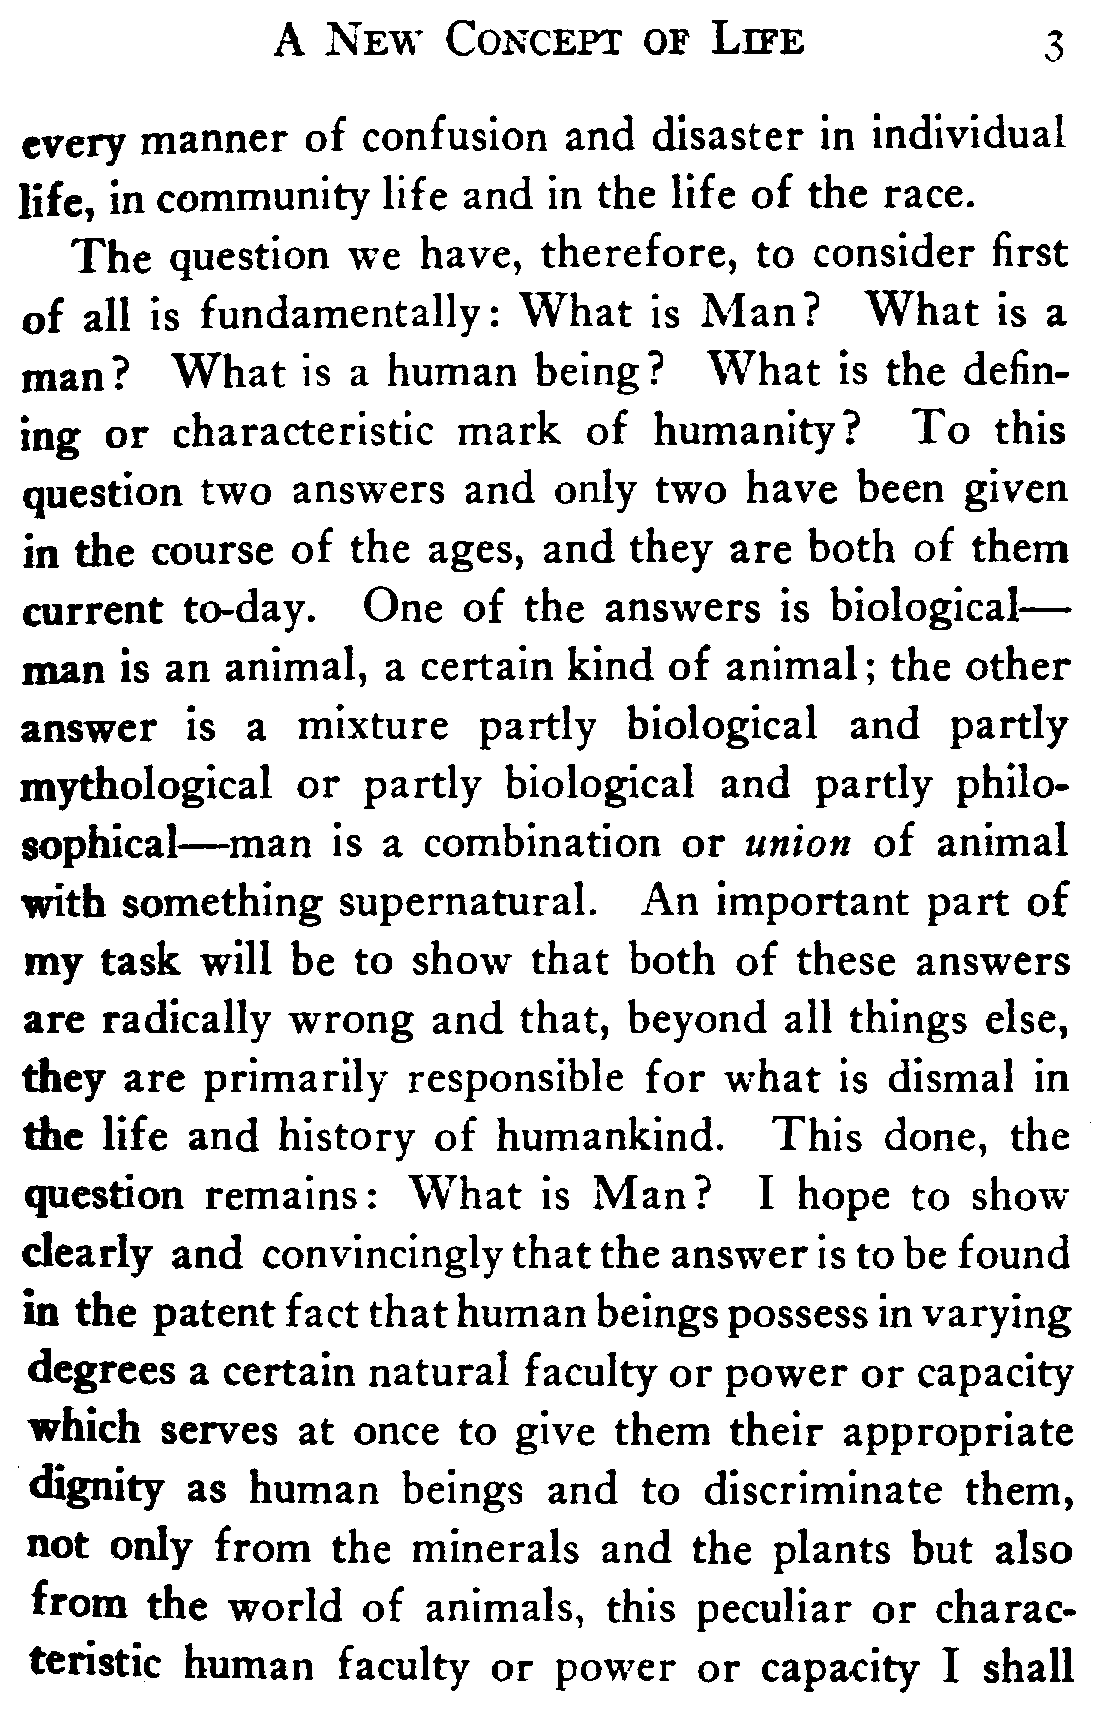 A New Concept of Life 3
every manner of confusion and disaster in individual
life, in community life and in the life of the race.
The question we have, therefore, to consider first
of all is fundamentally: What is Man? What is a
man? What is a human being? What is the defin-
ing or characteristic mark of humanity? To this
question two answers and only two have been given
in the course of the ages, and they are both of them
current to-day. One of the answers is biological—
man is an animal, a certain kind of animal; the other
answer is a mixture partly biological and partly
mythological or partly biological and partly philo-
sophical—man is a combination or union of animal
with something supernatural. An important part of
my task will be to show that both of these answers
are radically wrong and that, beyond all things else,
they are primarily responsible for what is dismal in
the life and history of humankind. This done, the
question remains: What is Man? I hope to show
clearly and convincingly that the answer is to be found
in the patent fact that human beings possess in varying
degrees a certain natural faculty or power or capacity
which serves at once to give them their appropriate
dignity as human beings and to discriminate them,
not only from the minerals and the plants but also
from the world of animals, this peculiar or charac-
teristic human faculty or power or capacity I shall